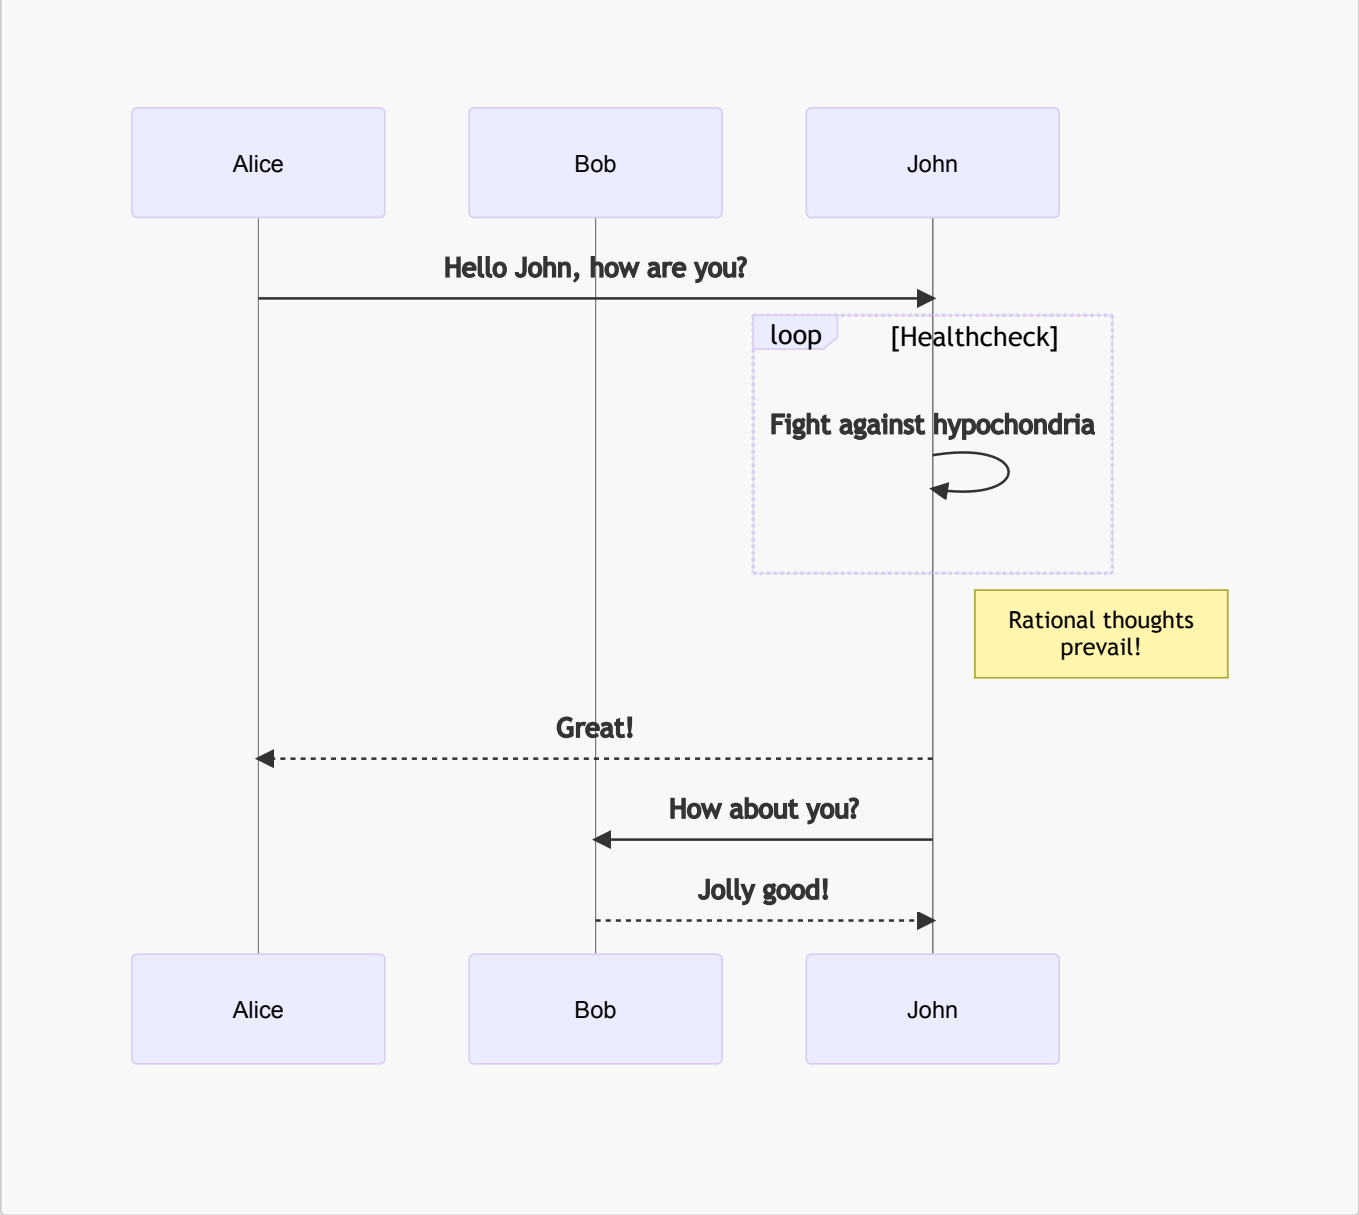 Alice
Bob
John
Hello John, how are you?
loop
[Healthcheck]
Fight against hypochondria
Rational thoughts
prevail!
Great!
How about you?
Jolly good!
Alice
Bob
John